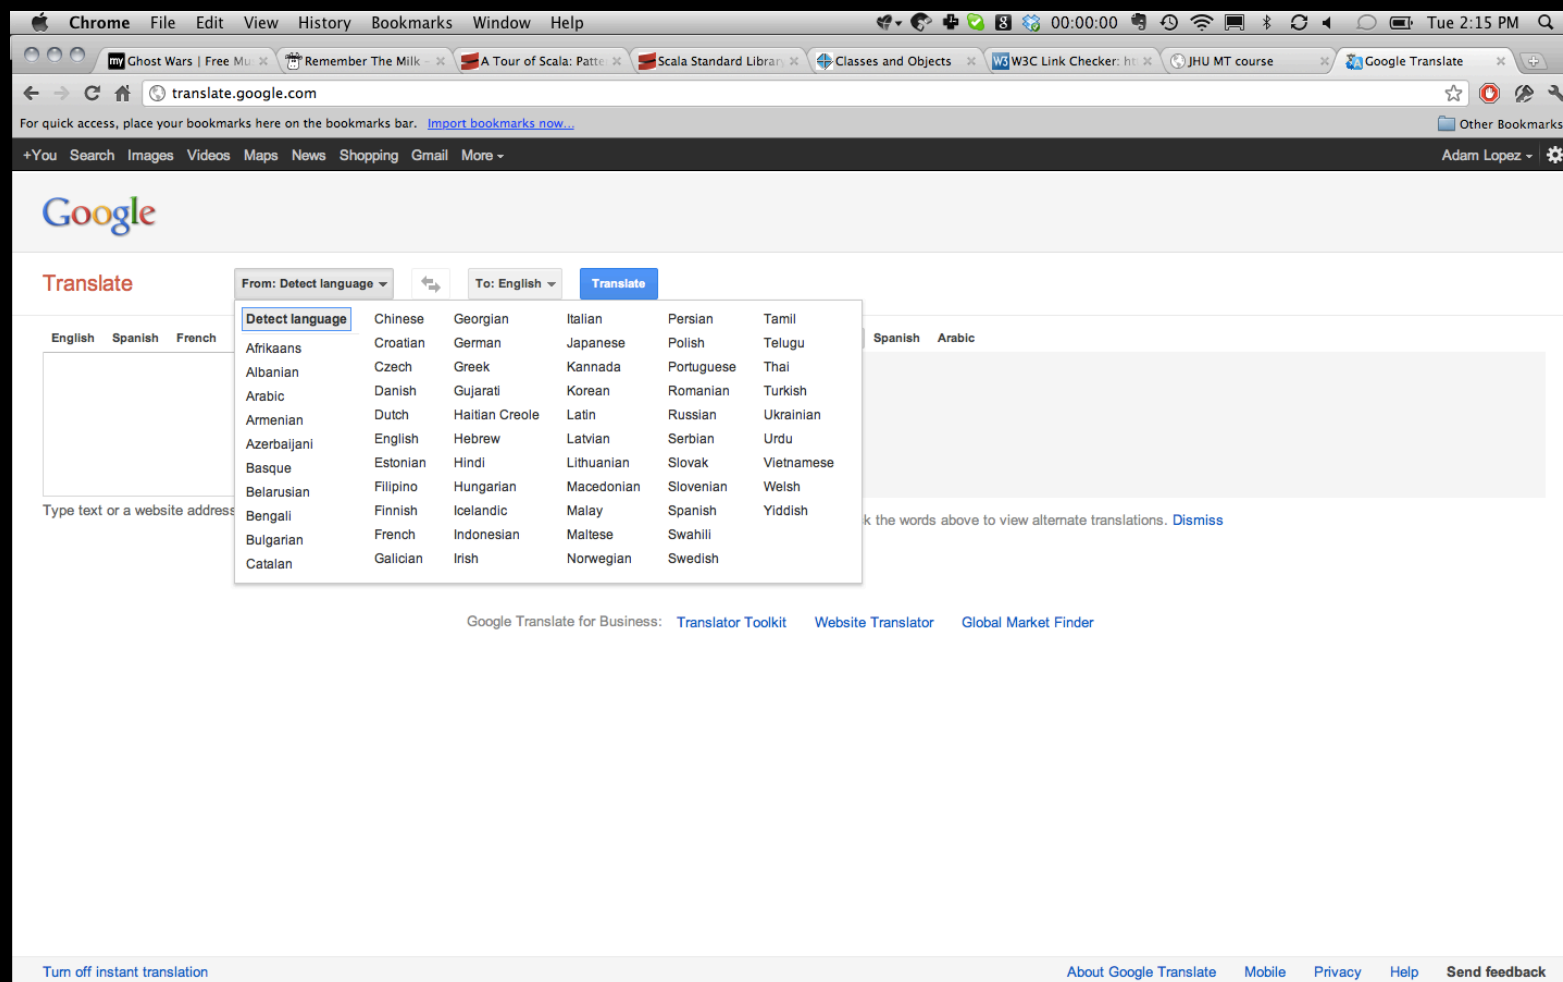 Chrome File Edit View History Bookmarks Window Help 00:00:00 Tue 2:15 PM
Ghost Wars | Free Mu Remember The Milk - A Tour of Scala: Patte Scala Standard Librar Classes and Objects W3C Link Checker: ht JHU MT course Google Translate
translate.google.com
For quick access, place your bookmarks here on the bookmarks bar. Import bookmarks now... Other Bookmarks
+You Search Images Videos Maps News Shopping Gmail More Adam Lopez
Google
Translate From: Detect language To: English Translate
English Spanish French Spanish Arabic
Detect language
Afrikaans
Albanian
Arabic
Armenian
Azerbaijani
Basque
Belarusian
Bengali
Bulgarian
Catalan
Chinese
Croatian
Czech
Danish
Dutch
English
Estonian
Filipino
Finnish
French
Galician
Georgian
German
Greek
Gujarati
Haitian Creole
Hebrew
Hindi
Hungarian
Icelandic
Indonesian
Irish
Italian
Japanese
Kannada
Korean
Latin
Latvian
Lithuanian
Macedonian
Malay
Maltese
Norwegian
Persian
Polish
Portuguese
Romanian
Russian
Serbian
Slovak
Slovenian
Spanish
Swahili
Swedish
Tamil
Telugu
Thai
Turkish
Ukrainian
Urdu
Vietnamese
Welsh
Yiddish
Type text or a website address
k the words above to view alternate translations. Dismiss
Google Translate for Business: Translator Toolkit Website Translator Global Market Finder
Turn off instant translation About Google Translate Mobile Privacy Help Send feedback